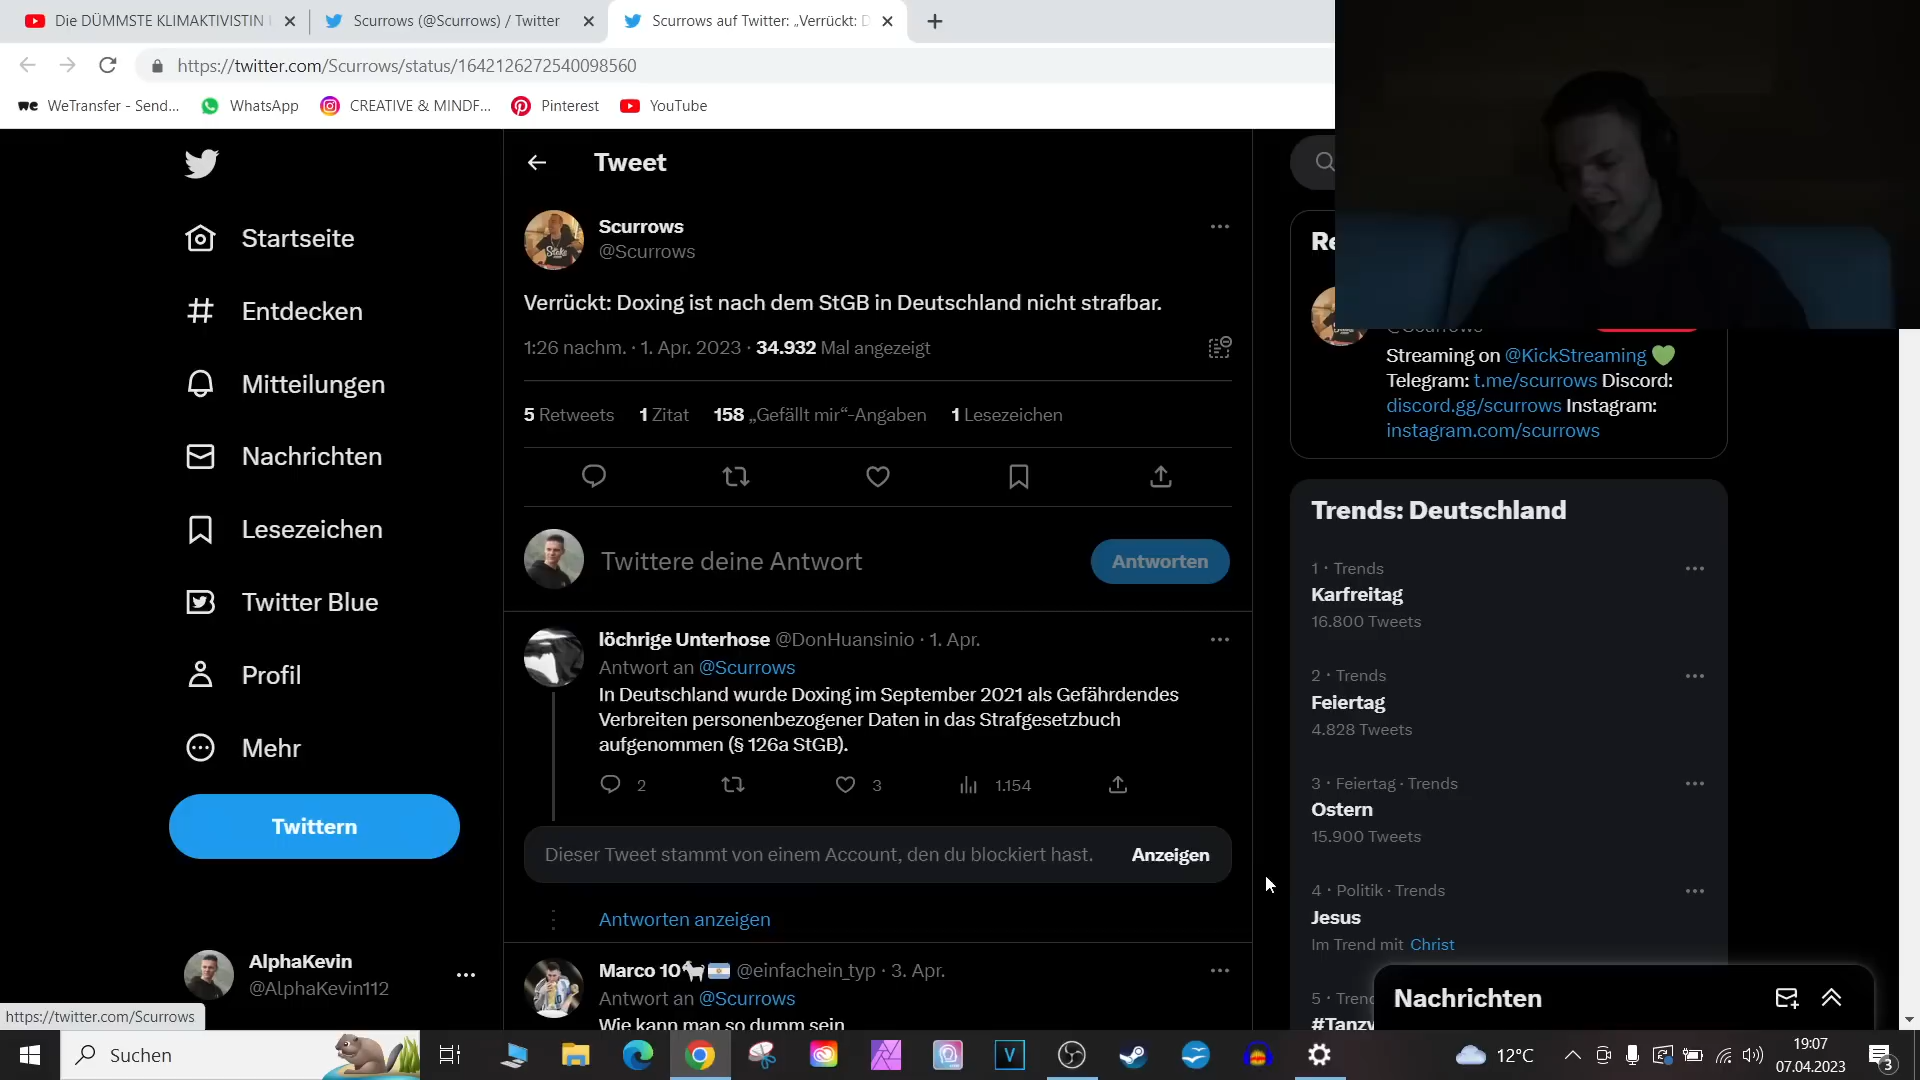 Die DÜMMSTE KLIMAKTIVISTIN
Scurrows (@Scurrows) / Twitter
Scurrows auf Twitter: „Verrückt: D
https://twitter.com/Scurrows/status/1642126272540098560
WeTransfer - Send...
WhatsApp
CREATIVE & MINDF...
Pinterest
YouTube
Startseite
Entdecken
Mitteilungen
Nachrichten
Lesezeichen
Twitter Blue
Profil
Mehr
Twittern
AlphaKevin
@AlphaKevin112
https://twitter.com/Scurrows
Tweet
Scurrows
@Scurrows
Verrückt: Doxing ist nach dem StGB in Deutschland nicht strafbar.
1:26 nachm. · 1. Apr. 2023 · 34.932 Mal angezeigt
5 Retweets 1 Zitat 158 „Gefällt mir“-Angaben 1 Lesezeichen
Twittere deine Antwort
Antworten
löchrige Unterhose @DonHuansinio · 1. Apr.
Antwort an @Scurrows
In Deutschland wurde Doxing im September 2021 als Gefährdendes
Verbreiten personenbezogener Daten in das Strafgesetzbuch
aufgenommen (§ 126a StGB).
2 3 1.154
Dieser Tweet stammt von einem Account, den du blockiert hast.
Anzeigen
Antworten anzeigen
Marco 10🐐🇦🇷 @einfachein_typ · 3. Apr.
Antwort an @Scurrows
Wie kann man so dumm sein
Re
@Scurrows
Streaming on @KickStreaming 💚
Telegram: t.me/scurrows Discord:
discord.gg/scurrows Instagram:
instagram.com/scurrows
Trends: Deutschland
1 · Trends
Karfreitag
16.800 Tweets
2 · Trends
Feiertag
4.828 Tweets
3 · Feiertag · Trends
Ostern
15.900 Tweets
4 · Politik · Trends
Jesus
Im Trend mit Christ
5 · Trend
#Tanzv
Nachrichten
Suchen
12°C
19:07
07.04.2023
3